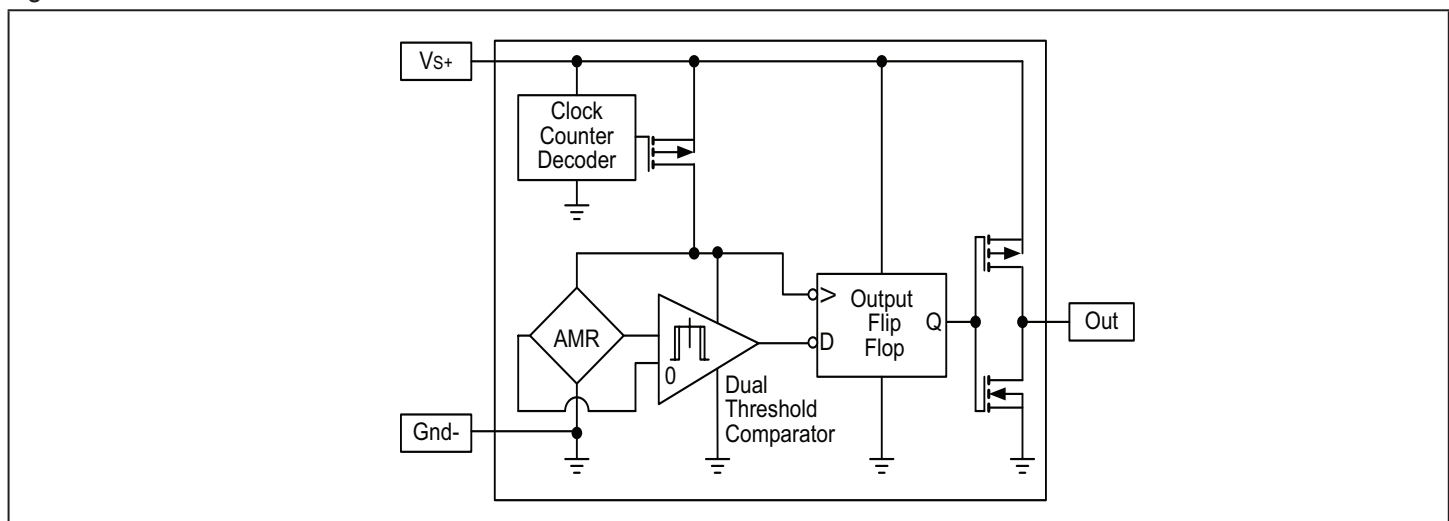 Vs+
Clock
Counter
Decoder
AMR
0
Dual
Threshold
Comparator
D
Output
Flip
Flop
Q
Out
Gnd-